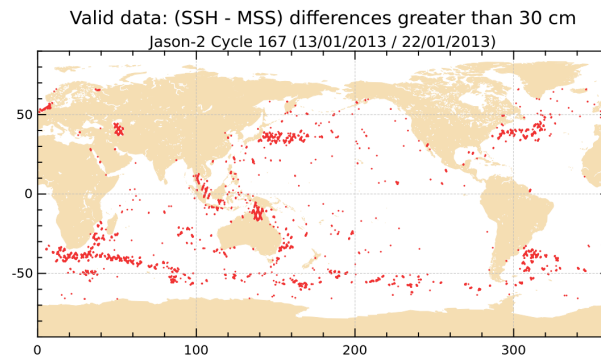 Valid data: (SSH - MSS) differences greater than 30 cm
Jason-2 Cycle 167 (13/01/2013 / 22/01/2013)
50
0
-50
0 100 200 300